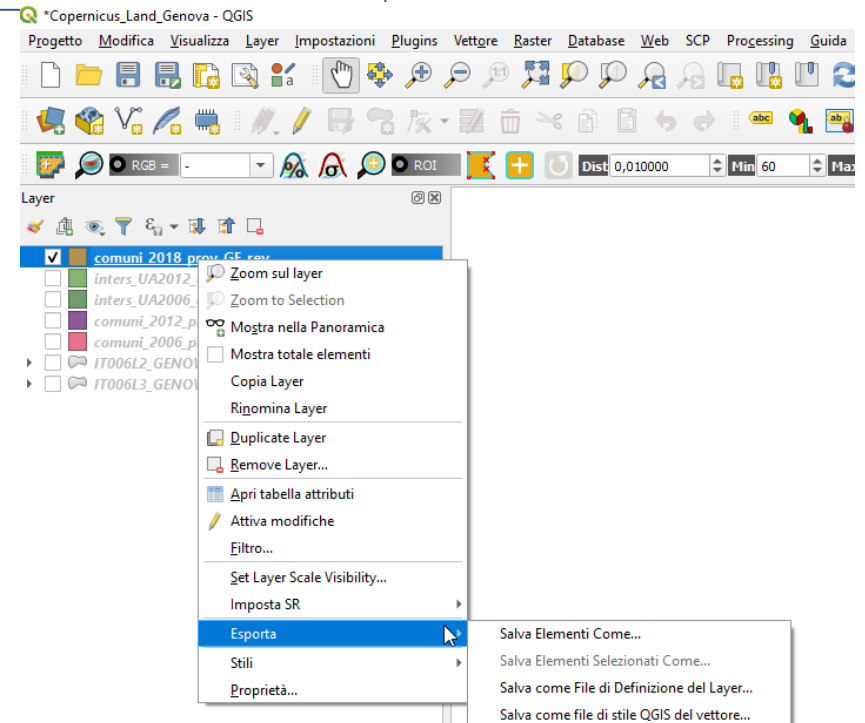 *Copernicus_Land_Genova - QGIS
Progetto Modifica Visualizza Layer Impostazioni Plugins Vettore Raster Database Web SCP Processing Guida
1:1
a
abc
ab
RGB = - ROI Dist 0,010000 Min 60 Max
Layer
comuni_2018_prov_GE_rev
inters_UA2012_
inters_UA2006_
comuni_2012_p
comuni_2006_p
IT006L2_GENOV
IT006L3_GENOV
Zoom sul layer
Zoom to Selection
Mostra nella Panoramica
Mostra totale elementi
Copia Layer
Rinomina Layer
Duplicate Layer
Remove Layer...
Apri tabella attributi
Attiva modifiche
Filtro...
Set Layer Scale Visibility...
Imposta SR
Esporta
Stili
Proprietà...
Salva Elementi Come...
Salva Elementi Selezionati Come...
Salva come File di Definizione del Layer...
Salva come file di stile QGIS del vettore...